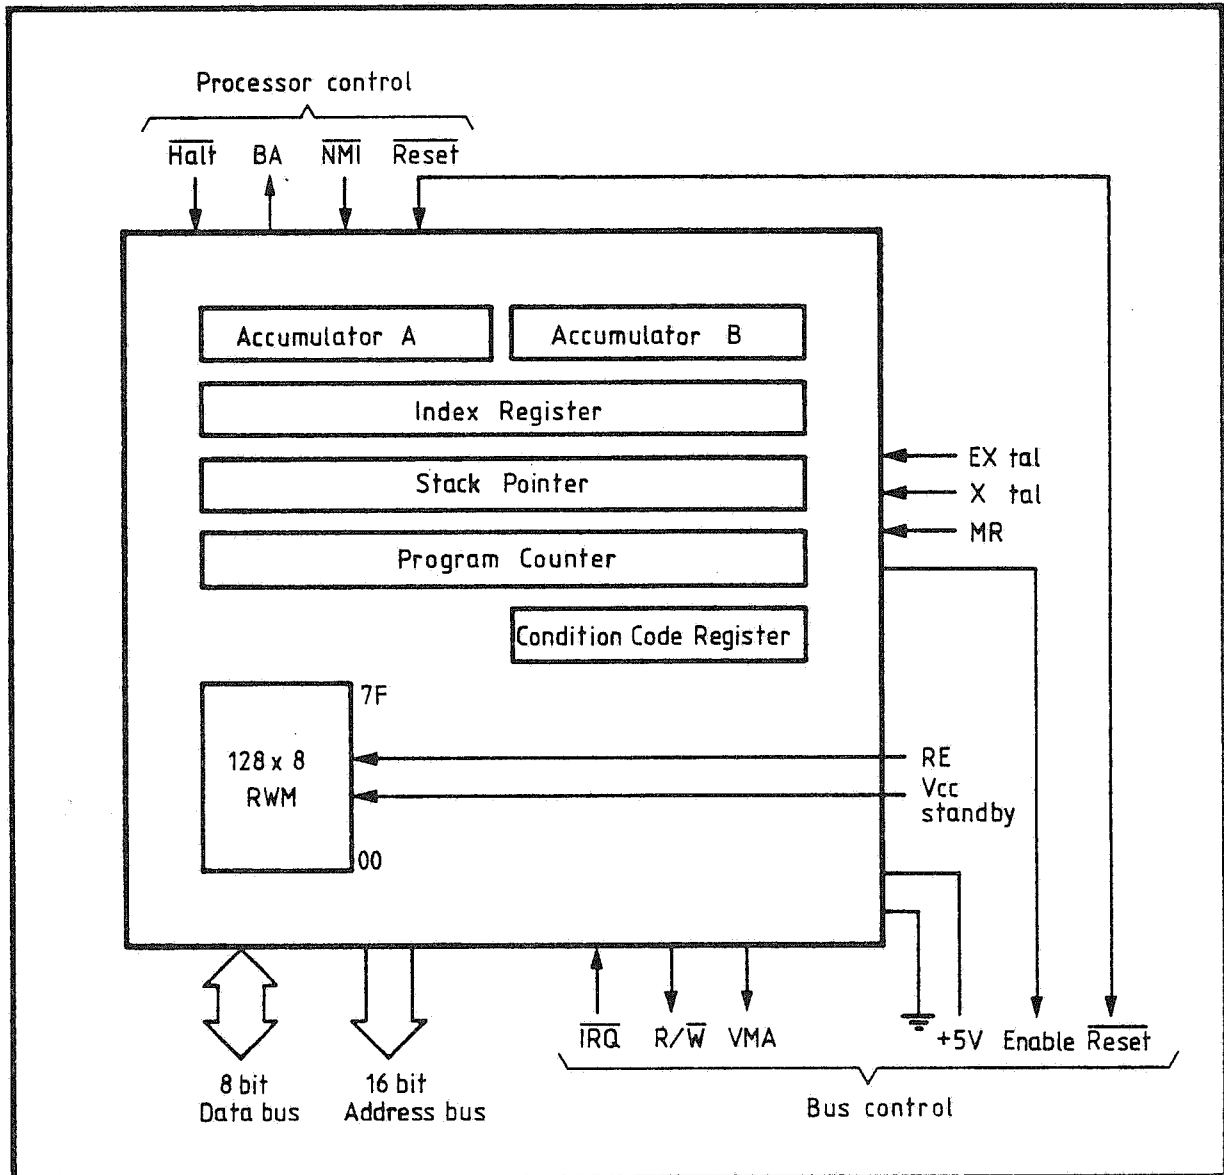 Processor control
Halt BA NMI Reset
Accumulator A
Accumulator B
Index Register
Stack Pointer
Program Counter
Condition Code Register
EX tal
X tal
MR
7F
128 x 8
RWM
00
RE
Vcc
standby
IRQ R/W VMA
+5V Enable Reset
8 bit
Data bus
16 bit
Address bus
Bus control